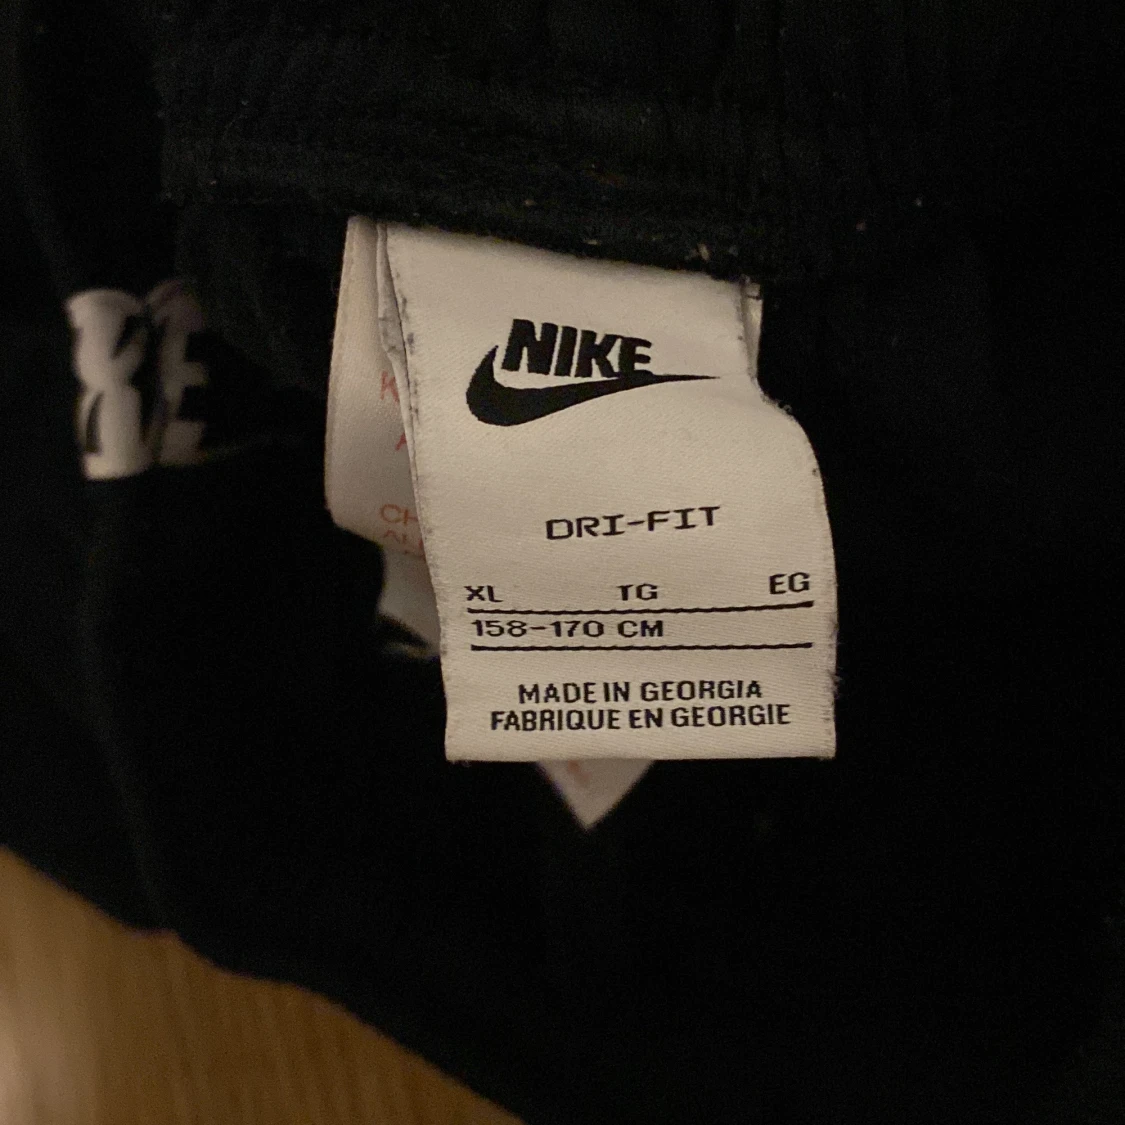 NIKE
DRI-FIT
XL TG EG
158-170 CM
MADE IN GEORGIA
FABRIQUE EN GEORGIE